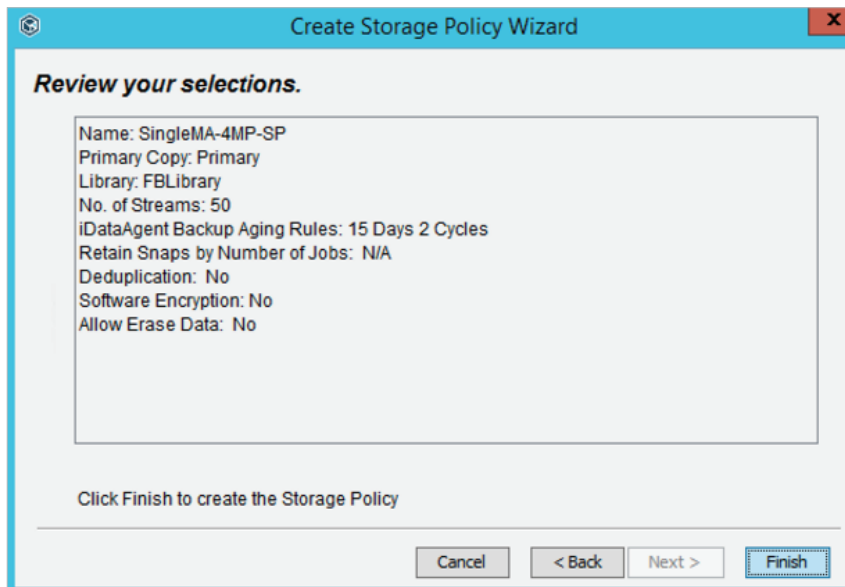 Create Storage Policy Wizard
x
Review your selections.
Name: SingleMA-4MP-SP
Primary Copy: Primary
Library: FBLibrary
No. of Streams: 50
iDataAgent Backup Aging Rules: 15 Days 2 Cycles
Retain Snaps by Number of Jobs:  N/A
Deduplication:  No
Software Encryption: No
Allow Erase Data:  No
Click Finish to create the Storage Policy
Cancel < Back Next > Finish